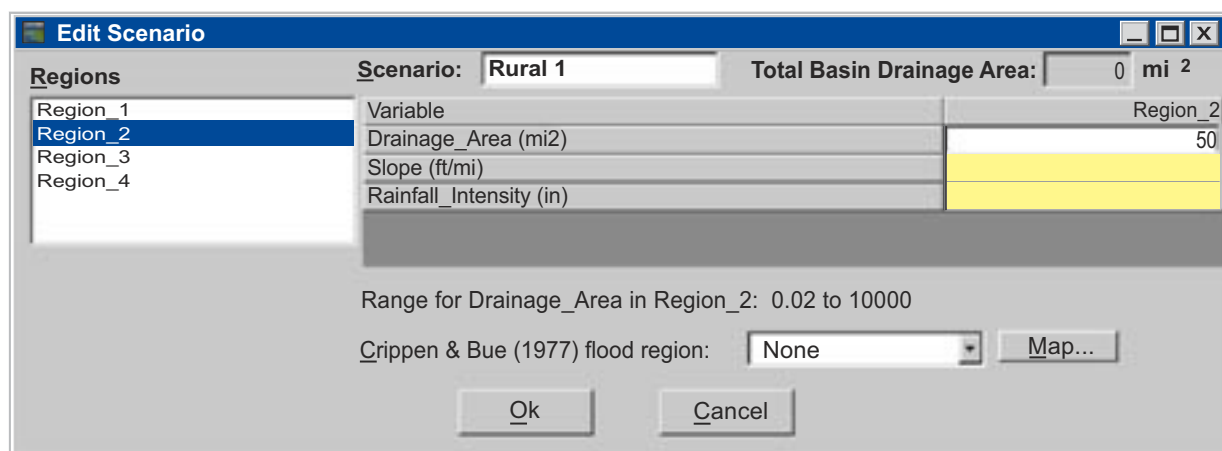 Edit Scenario
Regions
Scenario: Rural 1 Total Basin Drainage Area: 0 mi 2
Region_1
Region_2
Region_3
Region_4
Variable Region_2
Drainage_Area (mi2) 50
Slope (ft/mi)
Rainfall_Intensity (in)
Range for Drainage_Area in Region_2: 0.02 to 10000
Crippen & Bue (1977) flood region: None Map...
Ok Cancel